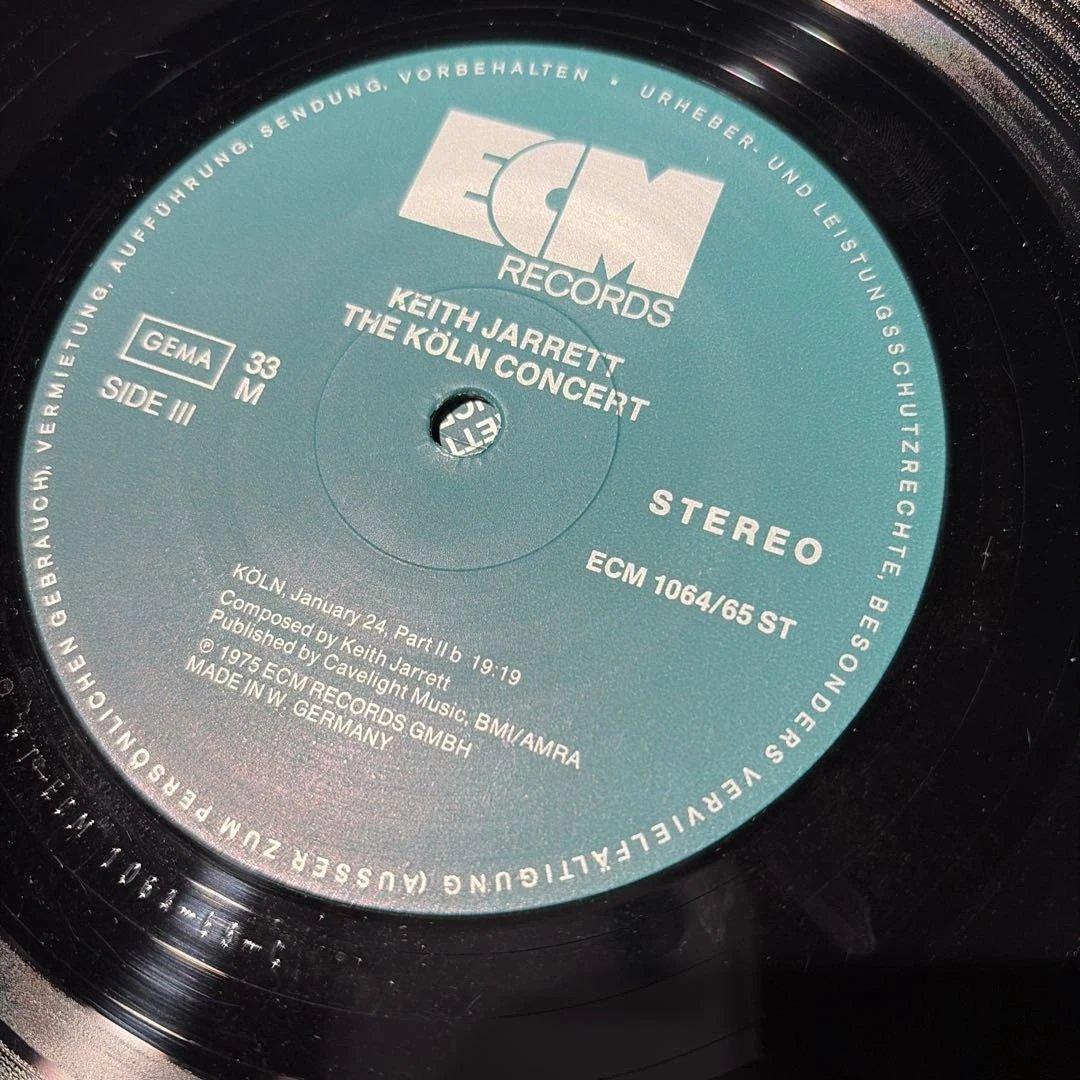 ECM
RECORDS
KEITH JARRETT
THE KÖLN CONCERT
GEMA
33
M
SIDE III
STEREO
ECM 1064/65 ST
KÖLN, January 24, Part II b 19:19
Composed by Keith Jarrett
Published by Cavelight Music, BMI/AMRA
℗ 1975 ECM RECORDS GMBH
MADE IN W. GERMANY
URHEBER- UND LEISTUNGSSCHUTZRECHTE, BESONDERS VERVIELFÄLTIGUNG (AUSSER ZUM PERSÖNLICHEN GEBRAUCH), VERMIETUNG, AUFFÜHRUNG, SENDUNG, VORBEHALTEN •